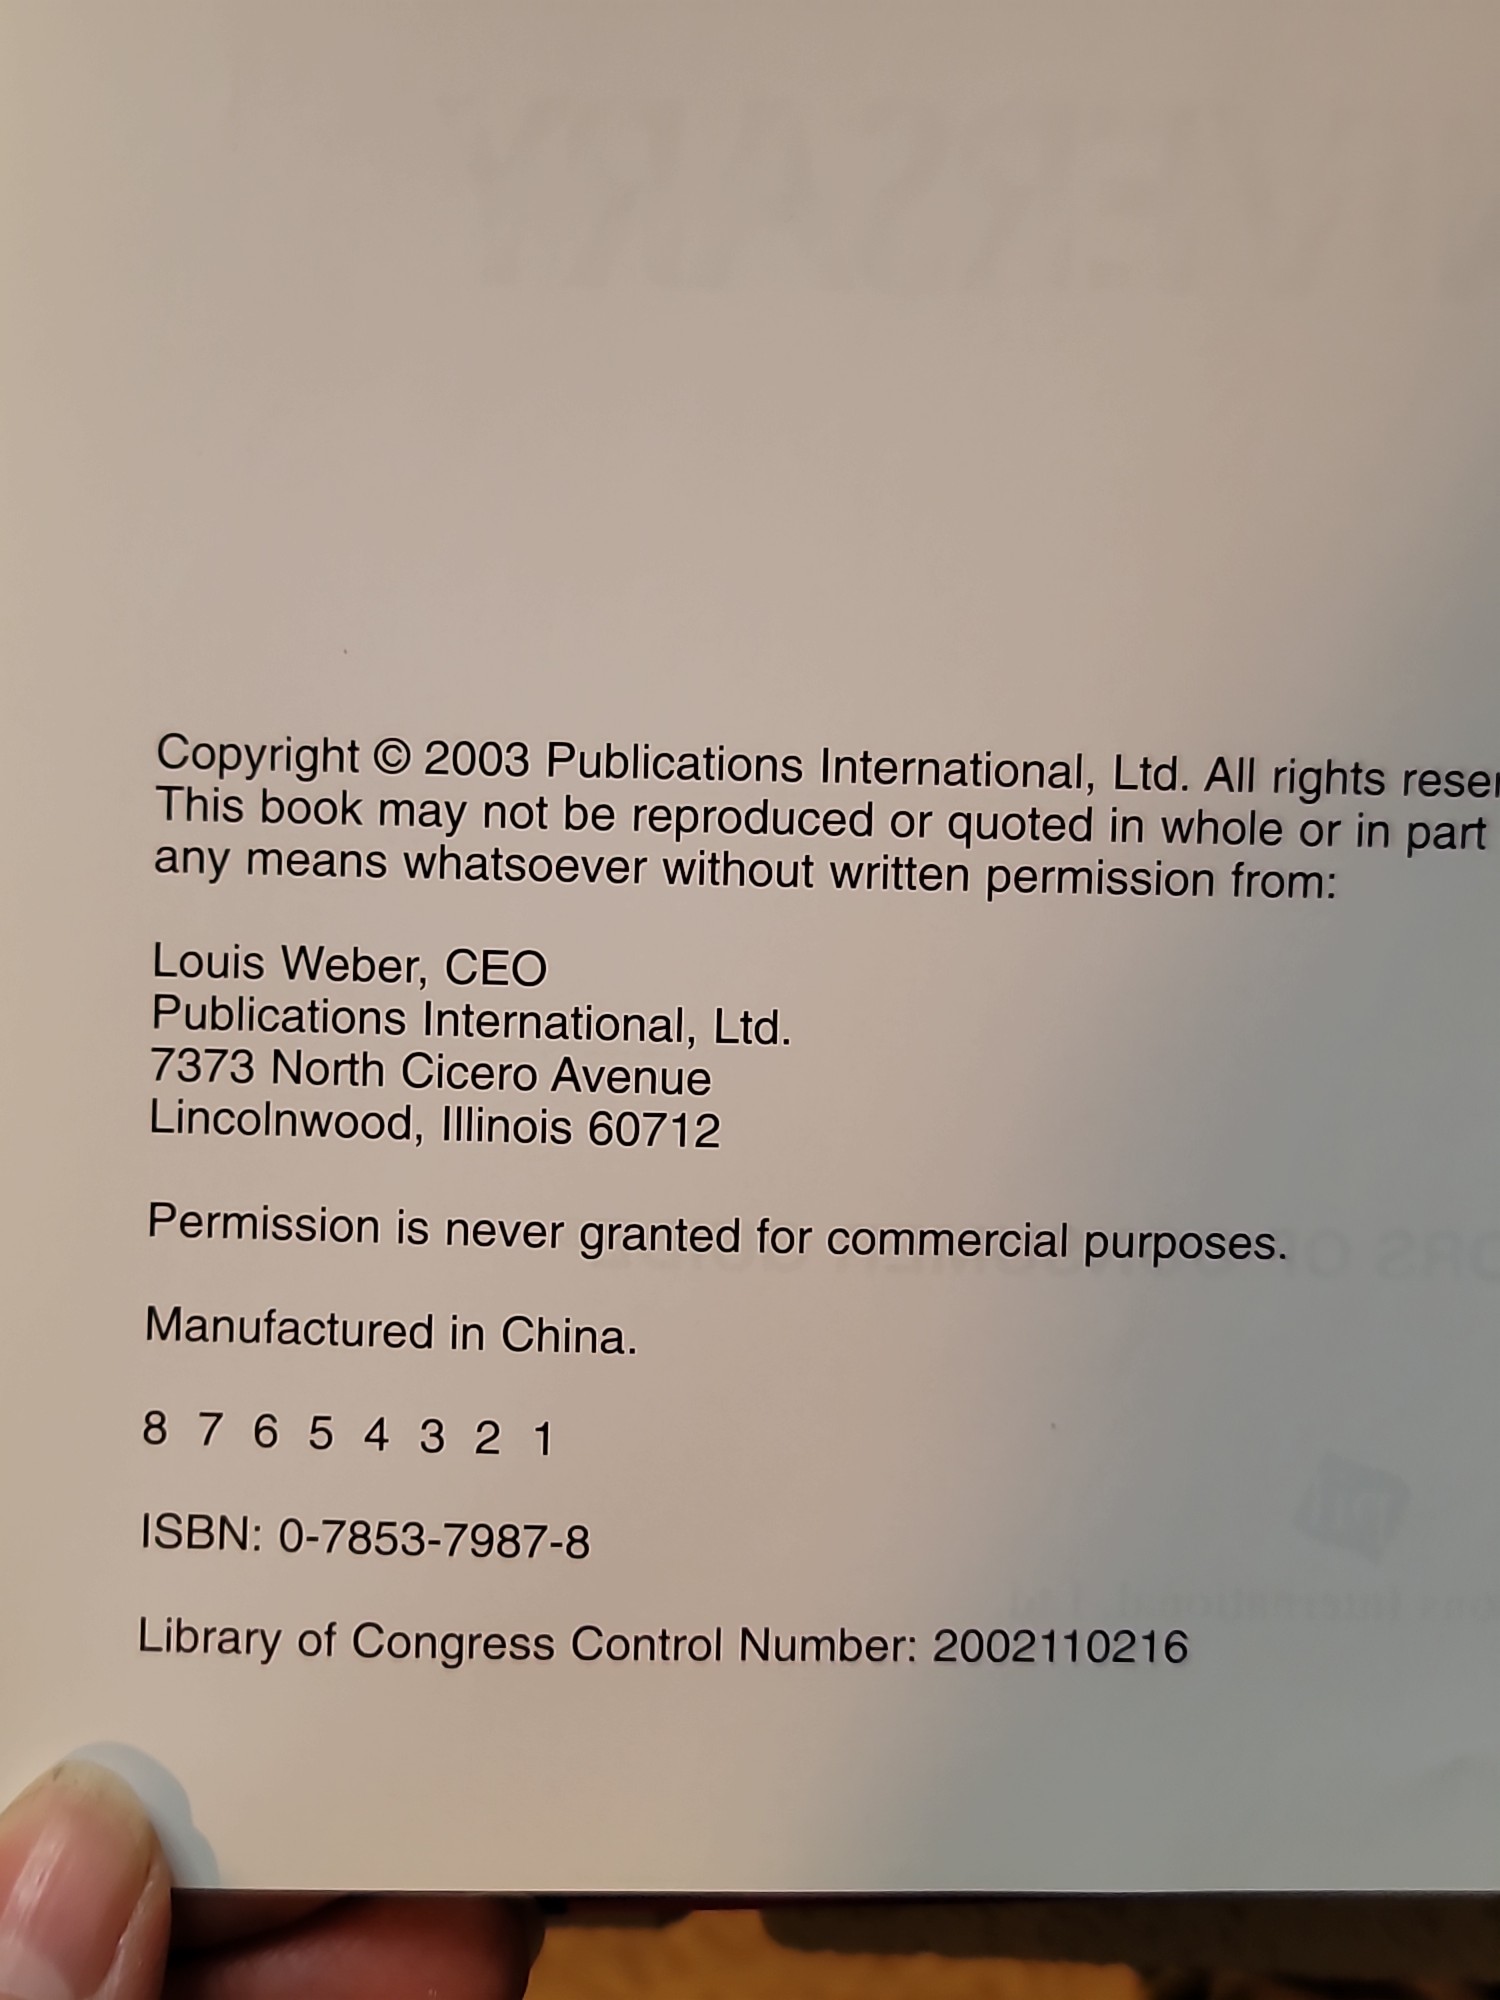 Copyright © 2003 Publications International, Ltd. All rights reser
This book may not be reproduced or quoted in whole or in part
any means whatsoever without written permission from:
Louis Weber, CEO
Publications International, Ltd.
7373 North Cicero Avenue
Lincolnwood, Illinois 60712
Permission is never granted for commercial purposes.
Manufactured in China.
8 7 6 5 4 3 2 1
ISBN: 0-7853-7987-8
Library of Congress Control Number: 2002110216